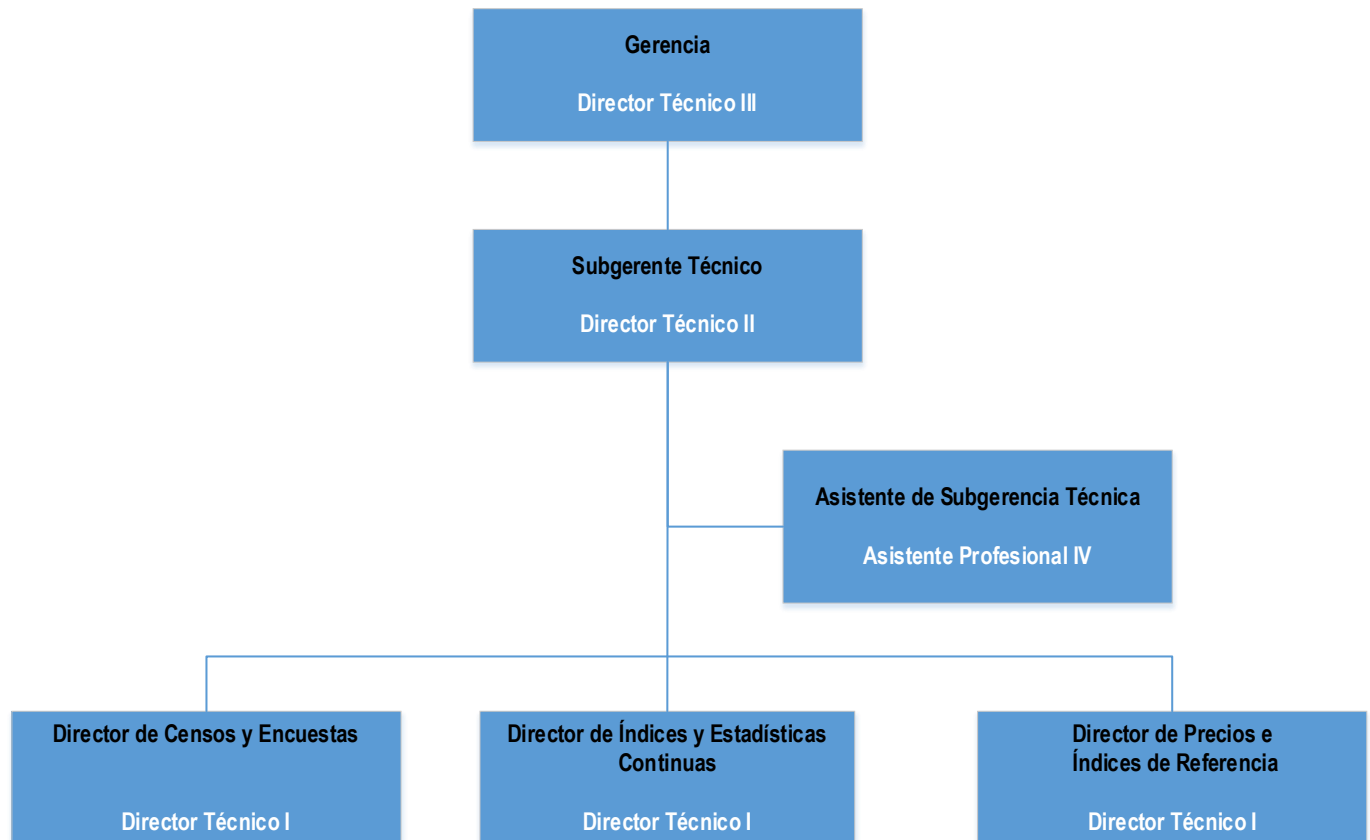 Gerencia
Director Técnico III
Subgerente Técnico
Director Técnico II
Asistente de Subgerencia Técnica
Asistente Profesional IV
Director de Censos y Encuestas
Director Técnico I
Director de Índices y Estadísticas
Continuas
Director Técnico I
Director de Precios e
Índices de Referencia
Director Técnico I